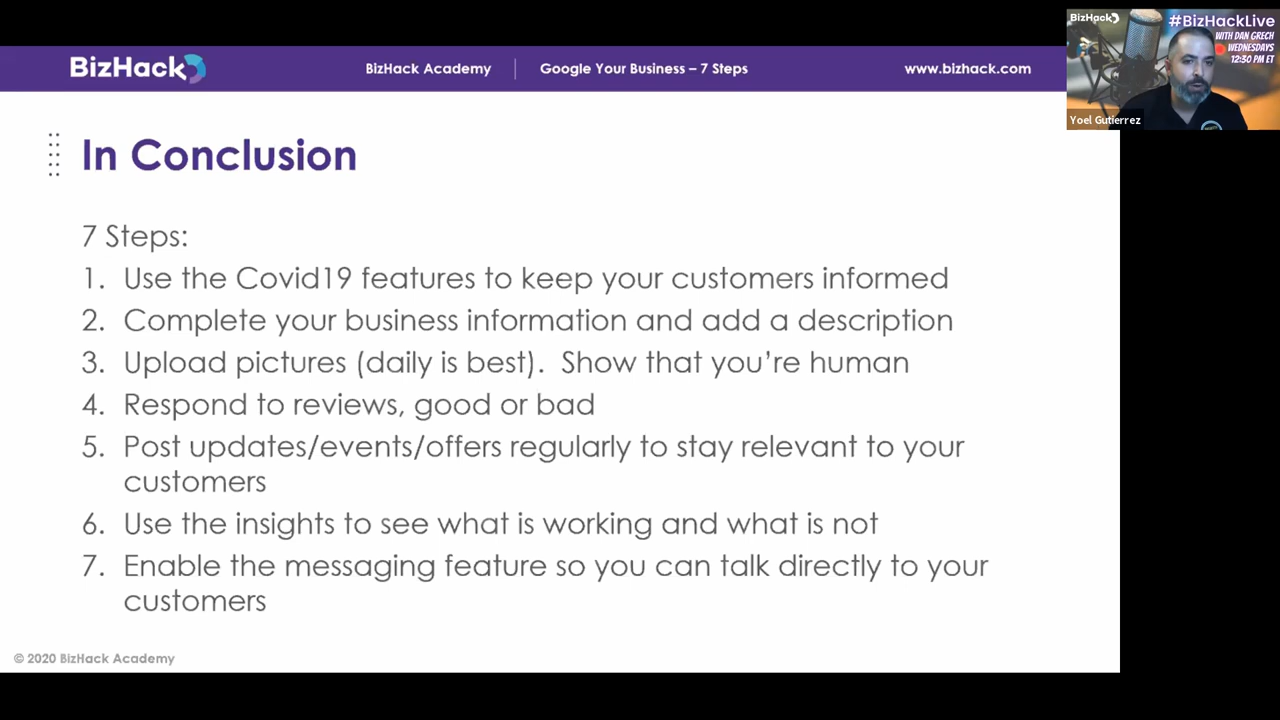 BizHack
BizHack Academy | Google Your Business – 7 Steps
www.bizhack.com
BizHack
#BizHackLive
WITH DAN GRECH
WEDNESDAYS
12:30 PM ET
Yoel Gutierrez
In Conclusion
7 Steps:
1. Use the Covid19 features to keep your customers informed
2. Complete your business information and add a description
3. Upload pictures (daily is best). Show that you’re human
4. Respond to reviews, good or bad
5. Post updates/events/offers regularly to stay relevant to your
customers
6. Use the insights to see what is working and what is not
7. Enable the messaging feature so you can talk directly to your
customers
© 2020 BizHack Academy